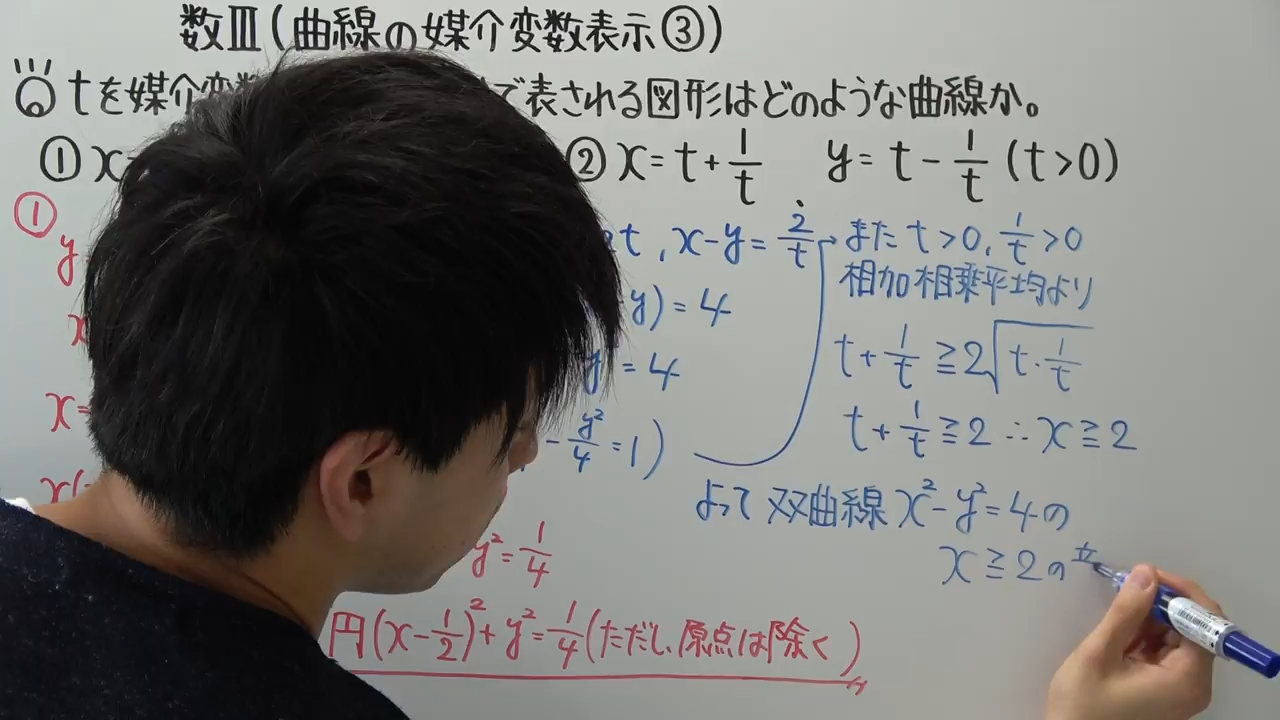 数Ⅲ(曲線の媒介変数表示③)
tを媒介変数 で表される図形はどのような曲線か。
① x= ② x=t+1/t y=t-1/t (t>0)
①
y
x
x=
x(
y²=1/4
円(x-1/2)²+y²=1/4(ただし、原点は除く)
t, x-y=2/t
y)=4
y²=4
-y²/4=1)
また t>0, 1/t>0
相加相乗平均より
t+1/t≧2√(t・1/t)
t+1/t≧2 ∴x≧2
よって 双曲線 x²-y²=4の
x≧2の